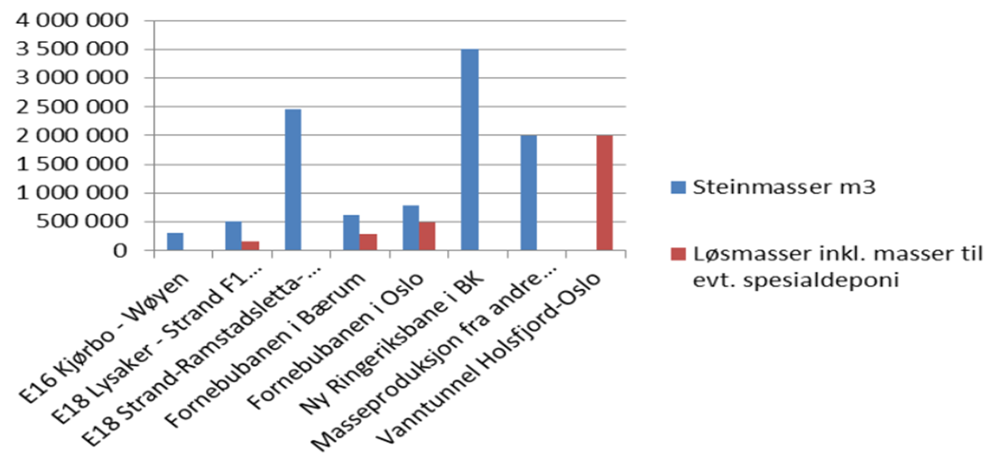 4 000 000
3 500 000
3 000 000
2 500 000
2 000 000
1 500 000
1 000 000
500 000
0
E16 Kjørbo - Wøyen
E18 Lysaker - Strand F1...
E18 Strand-Ramstadsletta-...
Fornebubanen i Bærum
Fornebubanen i Oslo
Ny Ringeriksbane i BK
Masseproduksjon fra andre...
Vanntunnel Holsfjord-Oslo
Steinmasser m3
Løsmasser inkl. masser til
evt. spesialdeponi